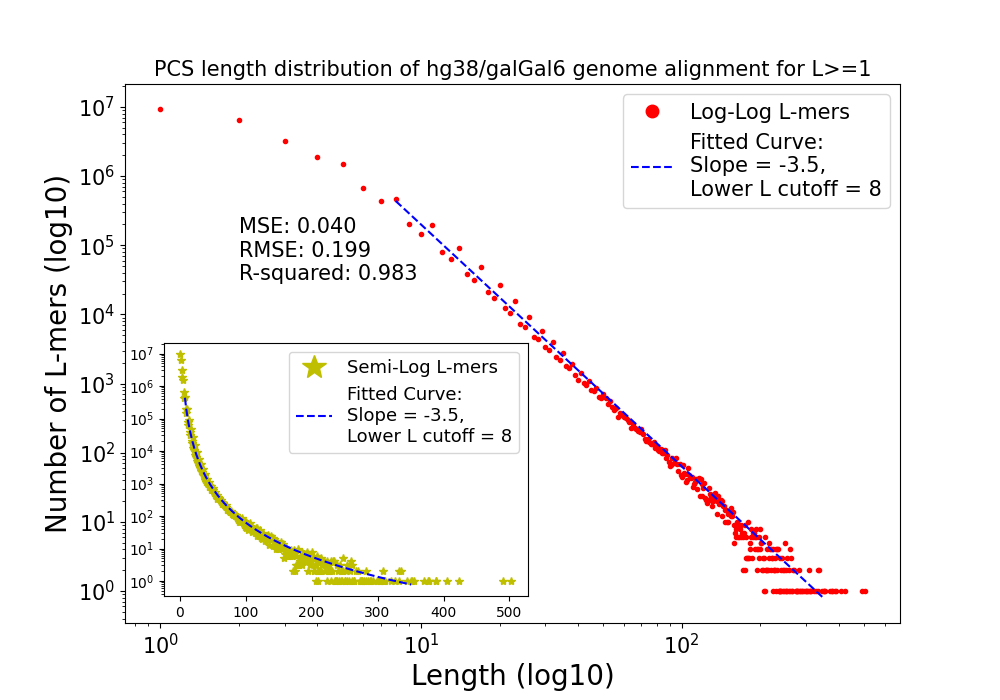 PCS length distribution of hg38/galGal6 genome alignment for L>=1
Number of L-mers (log10)
10^7
10^6
10^5
10^4
10^3
10^2
10^1
10^0
Log-Log L-mers
Fitted Curve:
Slope = -3.5,
Lower L cutoff = 8
MSE: 0.040
RMSE: 0.199
R-squared: 0.983
10^7
10^6
10^5
10^4
10^3
10^2
10^1
10^0
Semi-Log L-mers
Fitted Curve:
Slope = -3.5,
Lower L cutoff = 8
0 100 200 300 400 500
10^0 10^1 10^2
Length (log10)